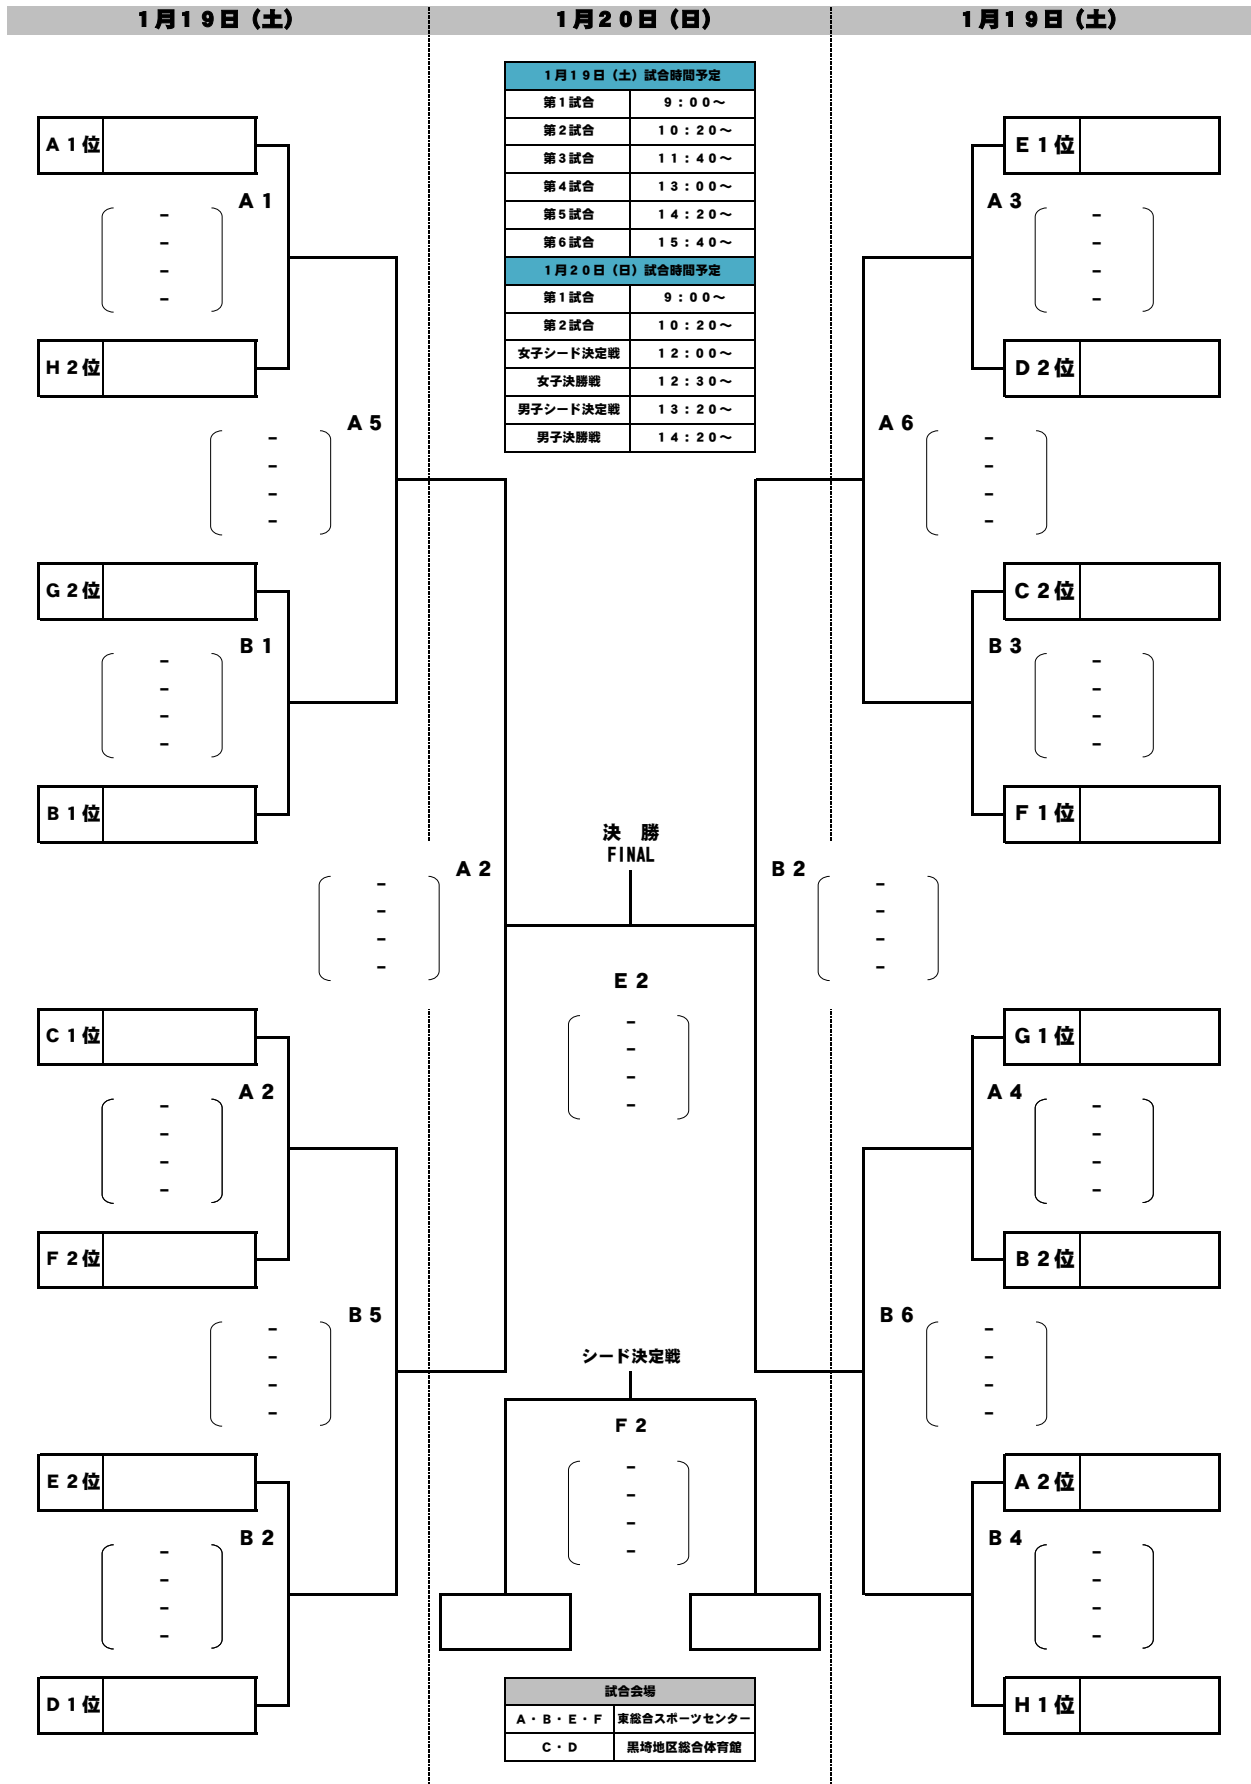 １月１９日（土） １月２０日（日） １月１９日（土）
１月１９日（土）試合時間予定
第１試合 ９：００～
第２試合 １０：２０～
第３試合 １１：４０～
第４試合 １３：００～
第５試合 １４：２０～
第６試合 １５：４０～
１月２０日（日）試合時間予定
第１試合 ９：００～
第２試合 １０：２０～
女子シード決定戦 １２：００～
女子決勝戦 １２：３０～
男子シード決定戦 １３：２０～
男子決勝戦 １４：２０～
Ａ１位
Ａ１
-
-
-
-
Ｈ２位
Ａ５
-
-
-
-
Ｇ２位
Ｂ１
-
-
-
-
Ｂ１位
Ａ２
-
-
-
-
Ｃ１位
Ａ２
-
-
-
-
Ｆ２位
Ｂ５
-
-
-
-
Ｅ２位
Ｂ２
-
-
-
-
Ｄ１位
決　勝
FINAL
Ｅ２
-
-
-
-
シード決定戦
Ｆ２
-
-
-
-
Ｅ１位
Ａ３
-
-
-
-
Ｄ２位
Ａ６
-
-
-
-
Ｃ２位
Ｂ３
-
-
-
-
Ｆ１位
Ｂ２
-
-
-
-
Ｇ１位
Ａ４
-
-
-
-
Ｂ２位
Ｂ６
-
-
-
-
Ａ２位
Ｂ４
-
-
-
-
Ｈ１位
試合会場
Ａ・Ｂ・Ｅ・Ｆ 東総合スポーツセンター
Ｃ・Ｄ 黒埼地区総合体育館